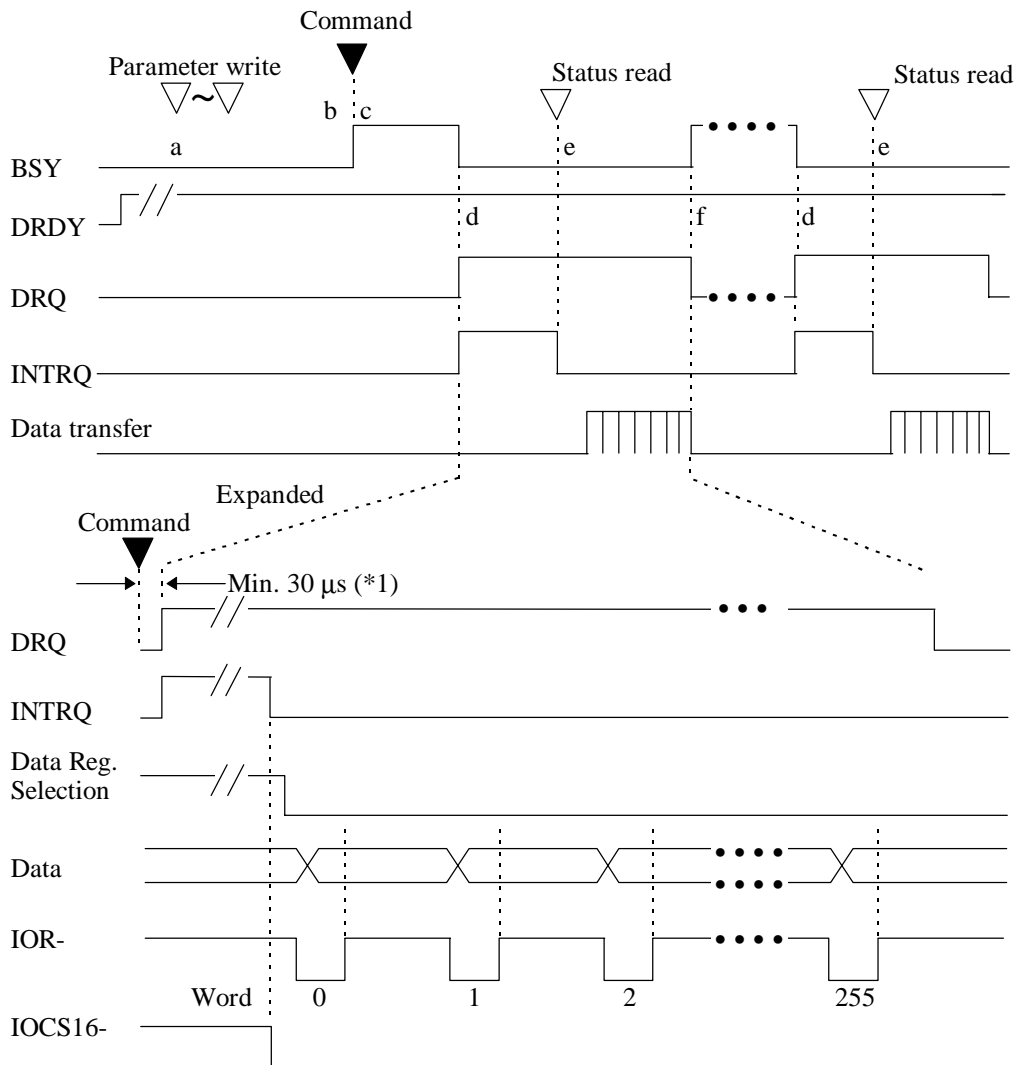 Command
Parameter write
Status read
Status read
~
b c
a
e
e
BSY
d
f
d
DRDY
DRQ
INTRQ
Data transfer
Expanded
Command
Min. 30 µs (*1)
DRQ
INTRQ
Data Reg.
Selection
Data
IOR-
Word 0 1 2 255
IOCS16-